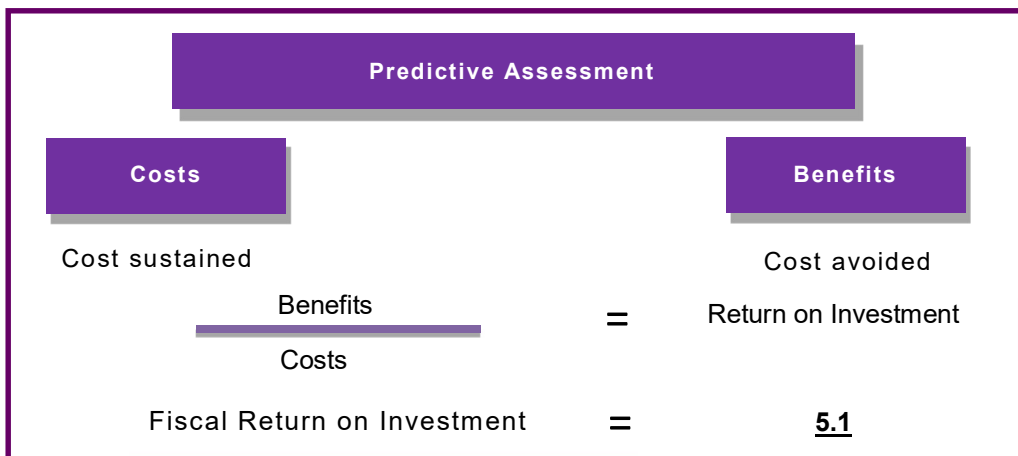 Predictive Assessment
Costs
Benefits
Cost sustained
Cost avoided
Benefits
Costs
=
Return on Investment
Fiscal Return on Investment = 5.1